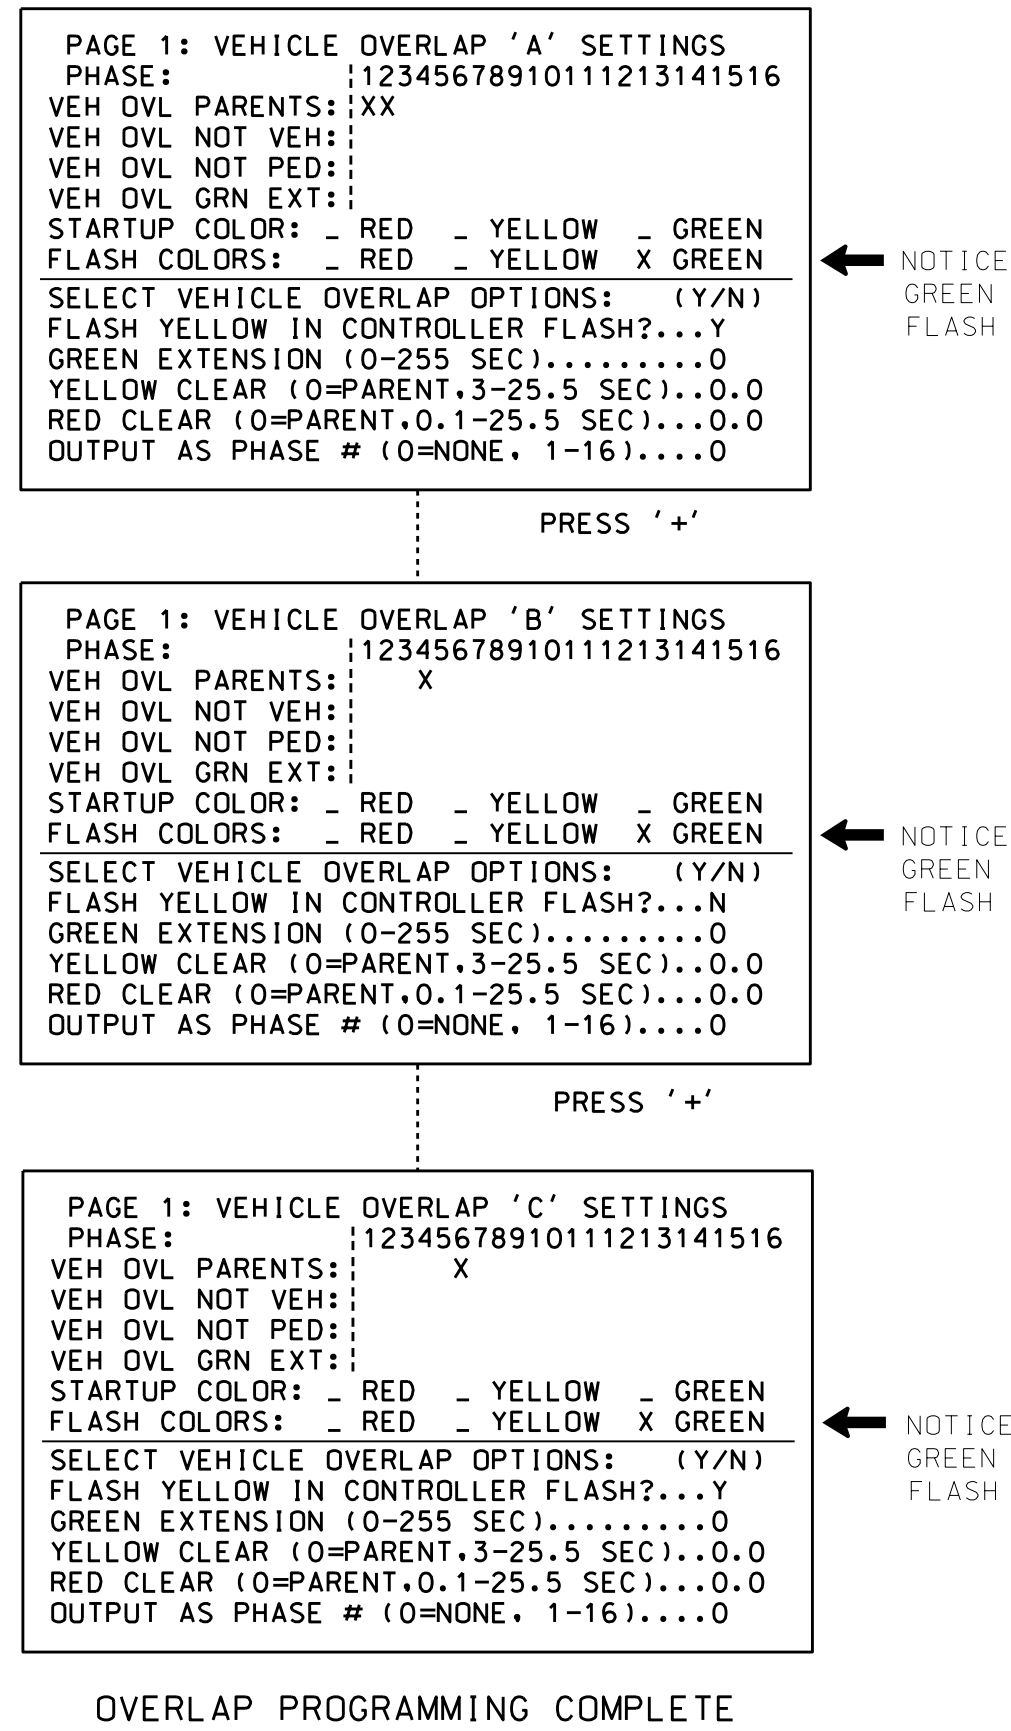 PAGE 1: VEHICLE OVERLAP 'A' SETTINGS
PHASE: 12345678910111213141516
VEH OVL PARENTS: XX
VEH OVL NOT VEH:
VEH OVL NOT PED:
VEH OVL GRN EXT:
STARTUP COLOR: _ RED _ YELLOW _ GREEN
FLASH COLORS: _ RED _ YELLOW X GREEN
NOTICE
GREEN
FLASH
SELECT VEHICLE OVERLAP OPTIONS: (Y/N)
FLASH YELLOW IN CONTROLLER FLASH?...Y
GREEN EXTENSION (0-255 SEC).........0
YELLOW CLEAR (0=PARENT,3-25.5 SEC)..0.0
RED CLEAR (0=PARENT,0.1-25.5 SEC)...0.0
OUTPUT AS PHASE # (0=NONE, 1-16)....0
PRESS '+'
PAGE 1: VEHICLE OVERLAP 'B' SETTINGS
PHASE: 12345678910111213141516
VEH OVL PARENTS: X
VEH OVL NOT VEH:
VEH OVL NOT PED:
VEH OVL GRN EXT:
STARTUP COLOR: _ RED _ YELLOW _ GREEN
FLASH COLORS: _ RED _ YELLOW X GREEN
NOTICE
GREEN
FLASH
SELECT VEHICLE OVERLAP OPTIONS: (Y/N)
FLASH YELLOW IN CONTROLLER FLASH?...N
GREEN EXTENSION (0-255 SEC).........0
YELLOW CLEAR (0=PARENT,3-25.5 SEC)..0.0
RED CLEAR (0=PARENT,0.1-25.5 SEC)...0.0
OUTPUT AS PHASE # (0=NONE, 1-16)....0
PRESS '+'
PAGE 1: VEHICLE OVERLAP 'C' SETTINGS
PHASE: 12345678910111213141516
VEH OVL PARENTS: X
VEH OVL NOT VEH:
VEH OVL NOT PED:
VEH OVL GRN EXT:
STARTUP COLOR: _ RED _ YELLOW _ GREEN
FLASH COLORS: _ RED _ YELLOW X GREEN
NOTICE
GREEN
FLASH
SELECT VEHICLE OVERLAP OPTIONS: (Y/N)
FLASH YELLOW IN CONTROLLER FLASH?...Y
GREEN EXTENSION (0-255 SEC).........0
YELLOW CLEAR (0=PARENT,3-25.5 SEC)..0.0
RED CLEAR (0=PARENT,0.1-25.5 SEC)...0.0
OUTPUT AS PHASE # (0=NONE, 1-16)....0
OVERLAP PROGRAMMING COMPLETE